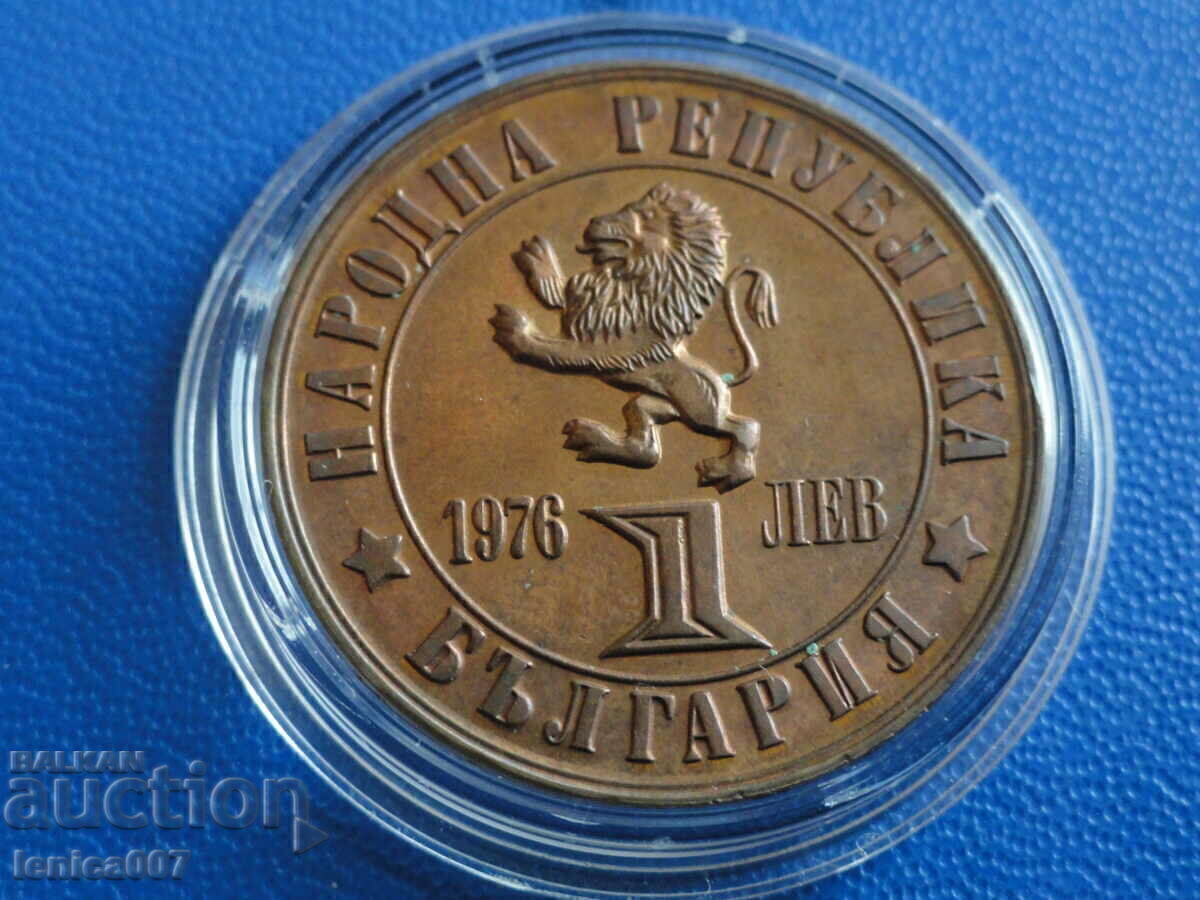 НАРОДНА РЕПУБЛИКА
1976 1 ЛЕВ
БЪЛГАРИЯ
BALKAN
auction
lenica007